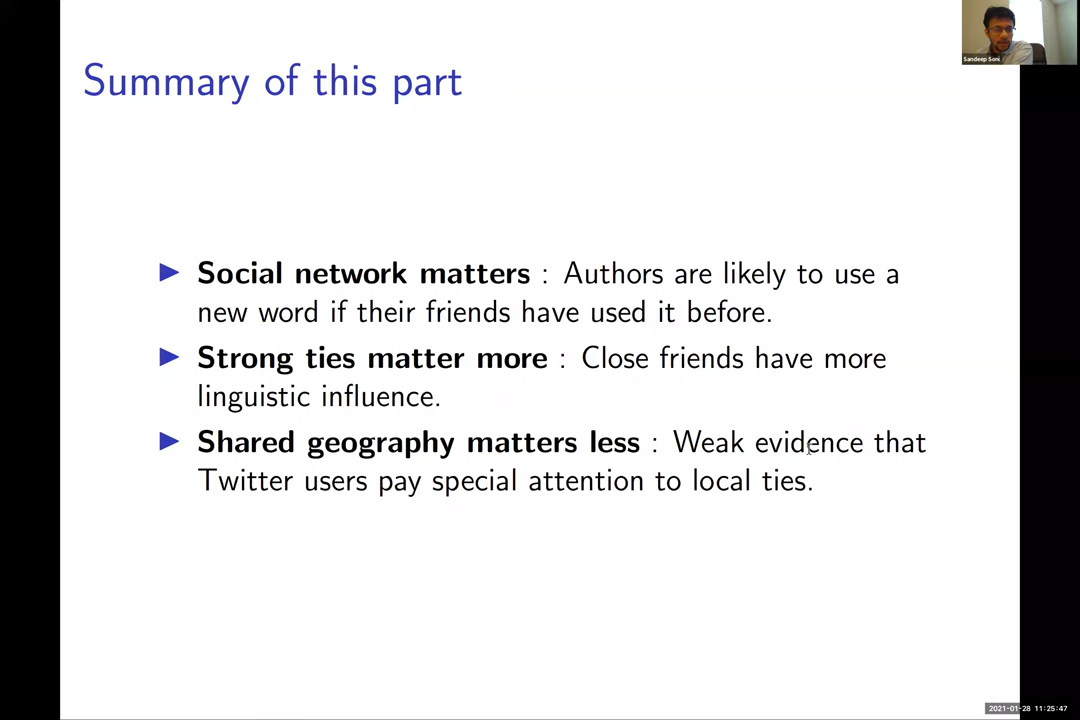 Sandeep Soni
Summary of this part
▶ Social network matters : Authors are likely to use a
new word if their friends have used it before.
▶ Strong ties matter more : Close friends have more
linguistic influence.
▶ Shared geography matters less : Weak evidence that
Twitter users pay special attention to local ties.
2021-01-28 11:25:47